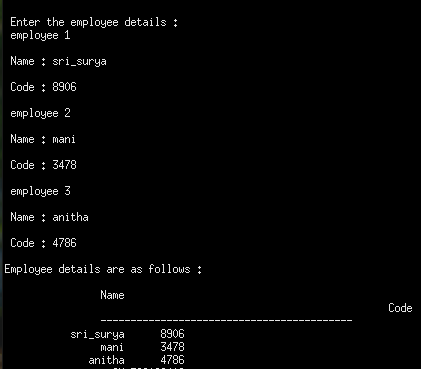 Enter the employee details :
employee 1
Name : sri_surya
Code : 8906
employee 2
Name : mani
Code : 3478
employee 3
Name : anitha
Code : 4786
Employee details are as follows :
Name
Code
------------------------------------------
sri_surya 8906
mani 3478
anitha 4786